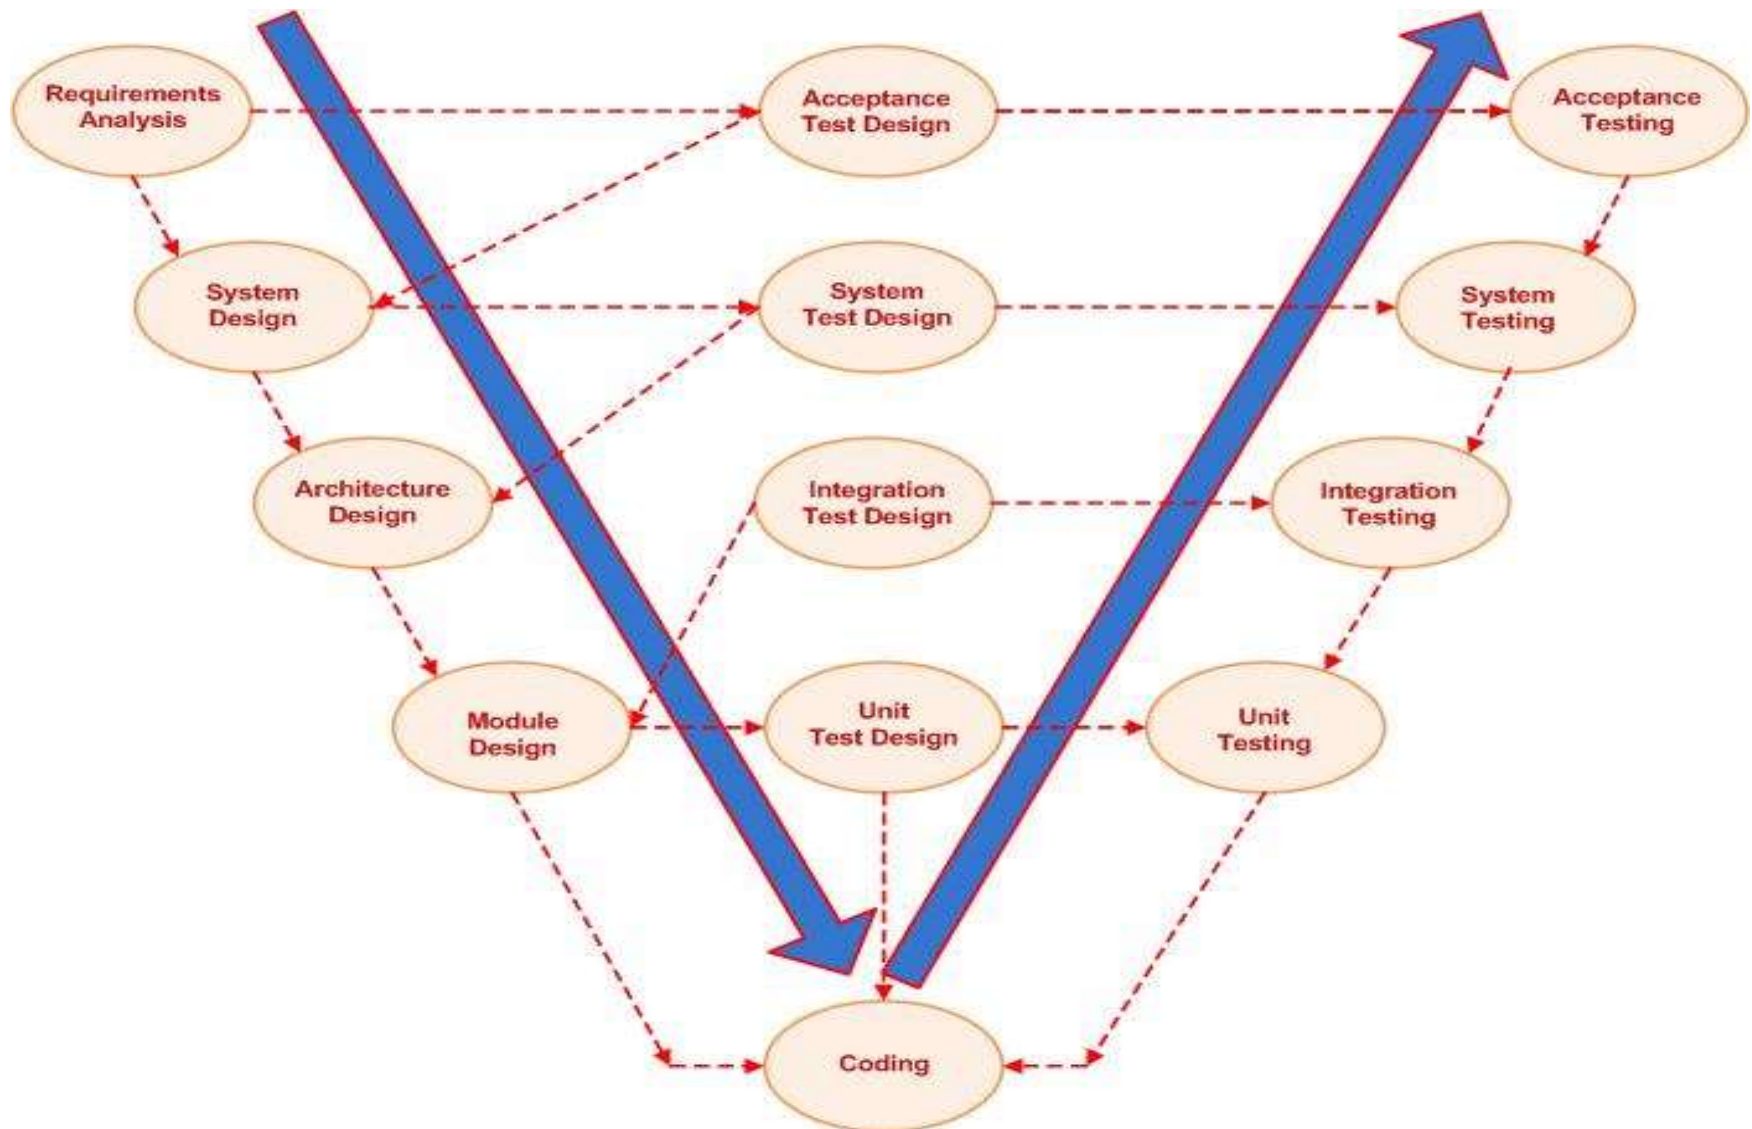 Requirements
Analysis
Acceptance
Test Design
Acceptance
Testing
System
Design
System
Test Design
System
Testing
Architecture
Design
Integration
Test Design
Integration
Testing
Module
Design
Unit
Test Design
Unit
Testing
Coding